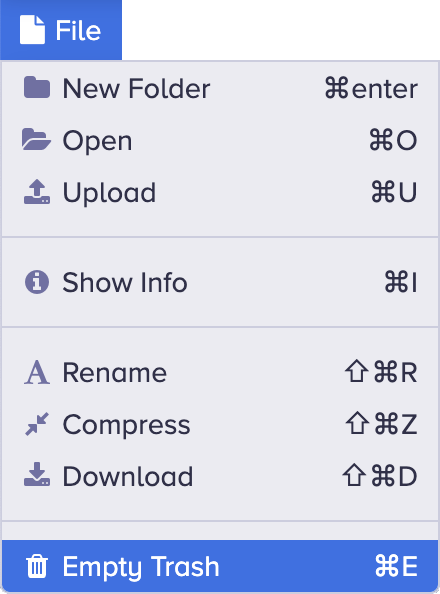 File
New Folder ⌘enter
Open ⌘O
Upload ⌘U
Show Info ⌘I
Rename ⇧⌘R
Compress ⇧⌘Z
Download ⇧⌘D
Empty Trash ⌘E